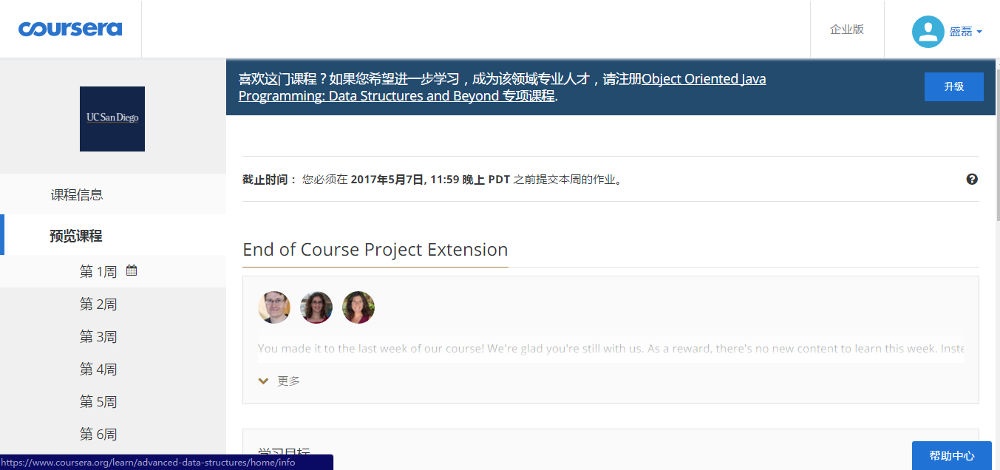 coursera
企业版
盛磊
UC San Diego
喜欢这门课程？如果您希望进一步学习，成为该领域专业人才，请注册Object Oriented Java
Programming: Data Structures and Beyond 专项课程.
升级
截止时间： 您必须在 2017年5月7日, 11:59 晚上 PDT 之前提交本周的作业。
课程信息
预览课程
第 1周
第 2周
第 3周
第 4周
第 5周
第 6周
End of Course Project Extension
You made it to the last week of our course! We're glad you're still with us. As a reward, there's no new content to learn this week. Inste
更多
学习目标
帮助中心
https://www.coursera.org/learn/advanced-data-structures/home/info